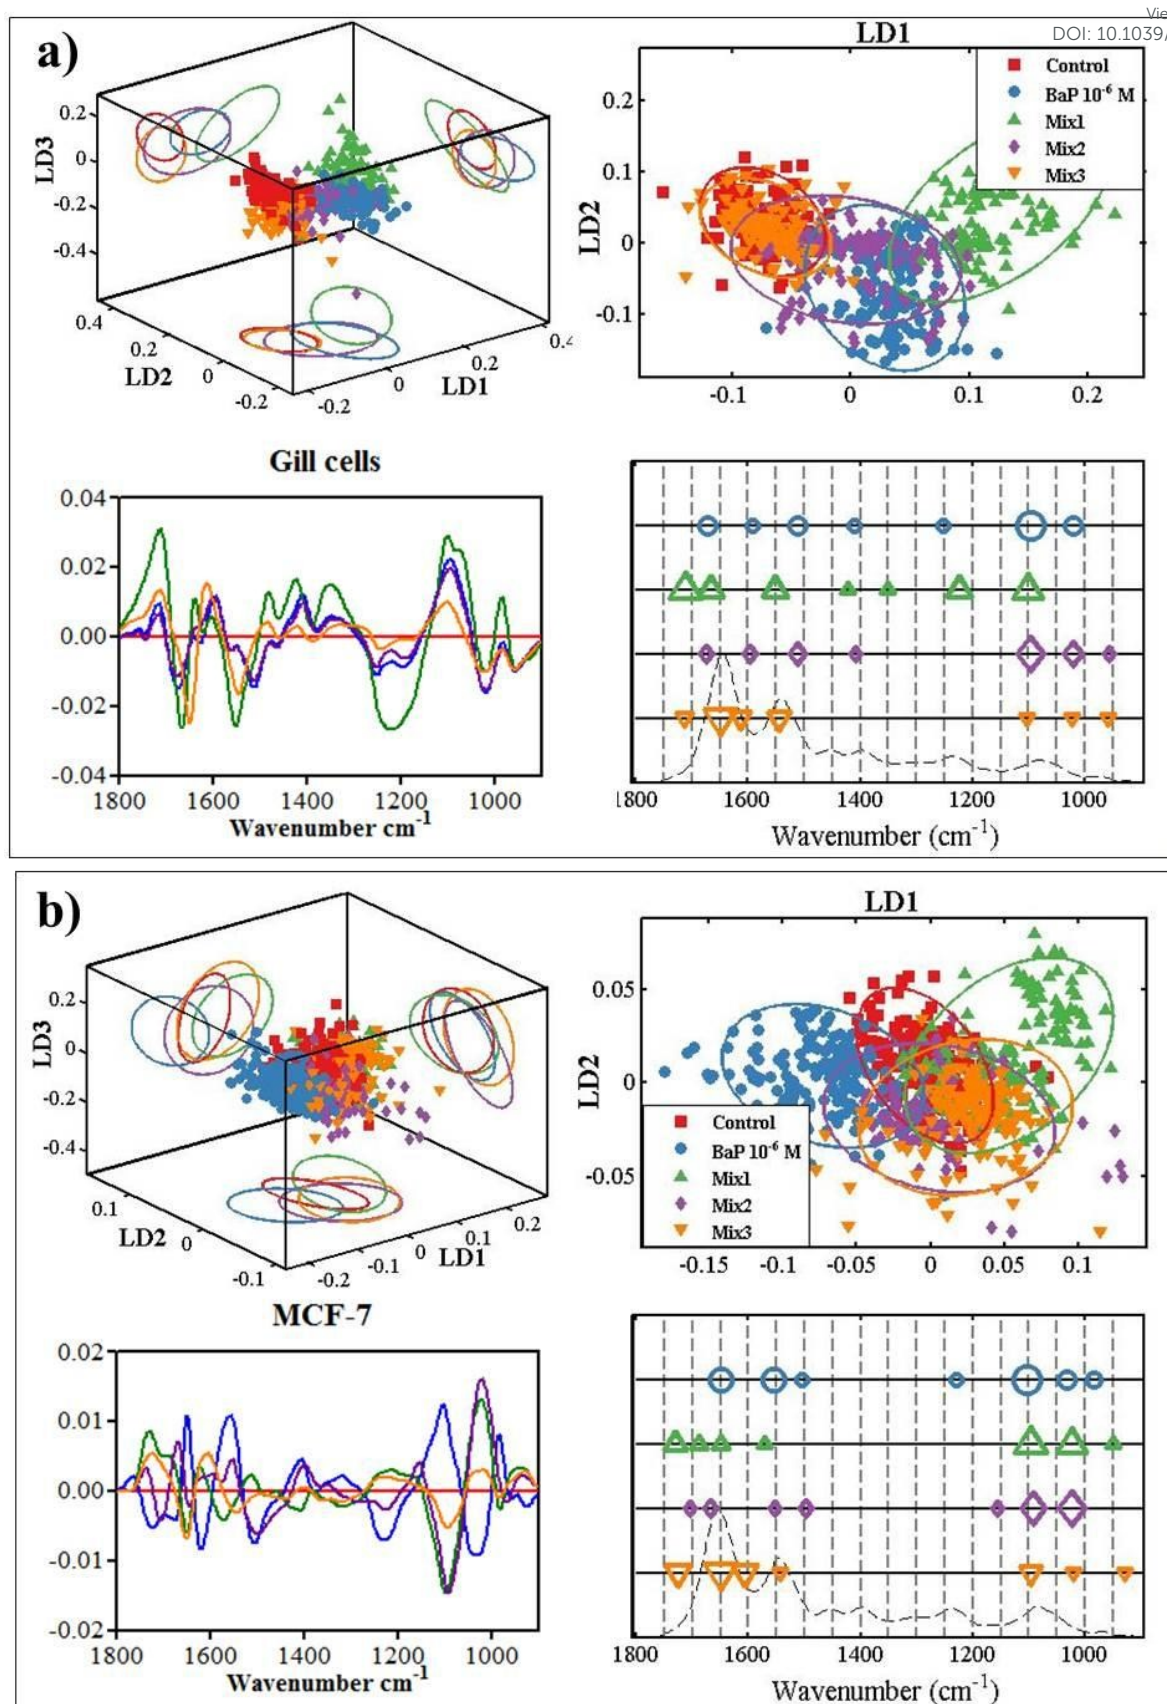 Vie
DOI: 10.1039/
a)
LD3
0.2
0
-0.2
-0.4
0.4
0.2
0
-0.2
LD2
-0.2
0
0.2
0.4
LD1
LD1
Control
BaP 10⁻⁶ M
Mix1
Mix2
Mix3
LD2
0.2
0.1
0
-0.1
-0.1
0
0.1
0.2
Gill cells
0.04
0.02
0.00
-0.02
-0.04
1800
1600
1400
1200
1000
Wavenumber cm⁻¹
1800
1600
1400
1200
1000
Wavenumber (cm⁻¹)
b)
LD3
0.2
0
-0.2
-0.4
0.1
LD2
0
-0.1
-0.2
-0.1
0
LD1
0.1
0.2
LD1
LD2
0.05
0
-0.05
Control
BaP 10⁻⁶ M
Mix1
Mix2
Mix3
-0.15
-0.1
-0.05
0
0.05
0.1
MCF-7
0.02
0.01
0.00
-0.01
-0.02
1800
1600
1400
1200
1000
Wavenumber cm⁻¹
1800
1600
1400
1200
1000
Wavenumber (cm⁻¹)